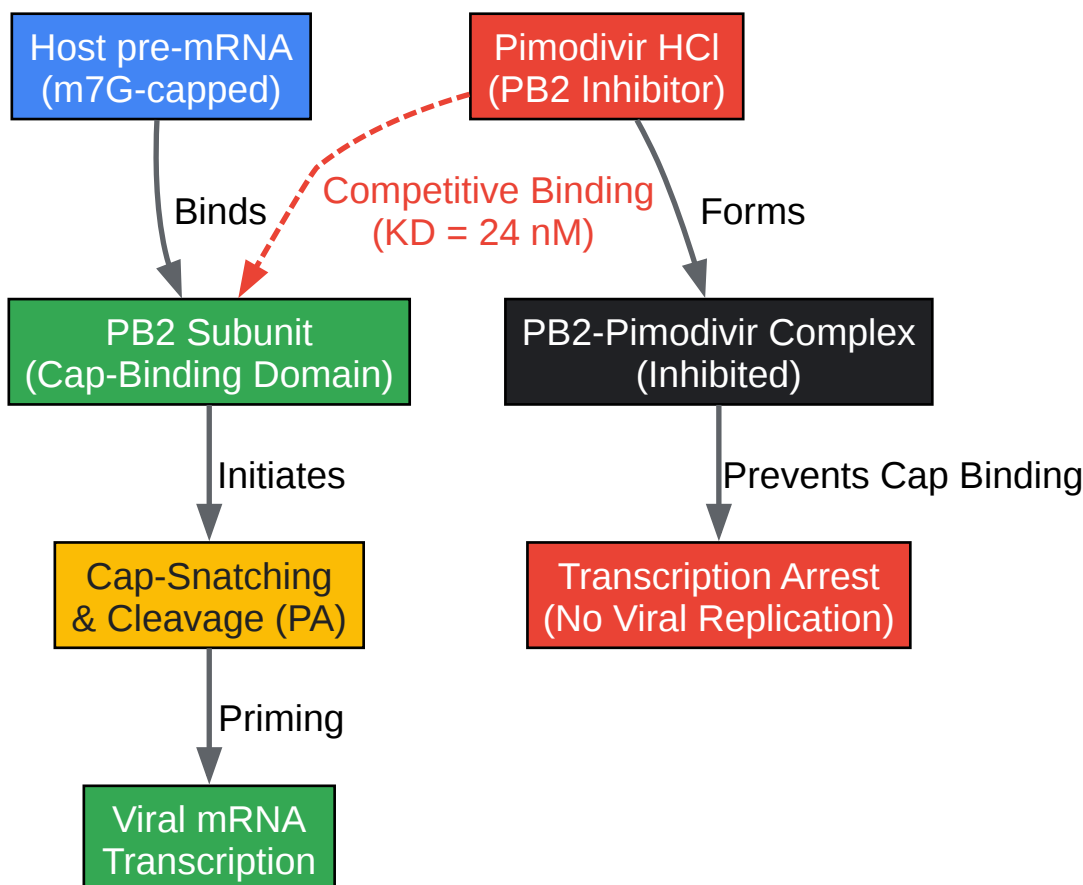 Host pre-mRNA
(m7G-capped)
Pimodivir HCl
(PB2 Inhibitor)
Binds
Competitive Binding
(KD = 24 nM)
Forms
PB2 Subunit
(Cap-Binding Domain)
PB2-Pimodivir Complex
(Inhibited)
Initiates
Prevents Cap Binding
Cap-Snatching
& Cleavage (PA)
Transcription Arrest
(No Viral Replication)
Priming
Viral mRNA
Transcription